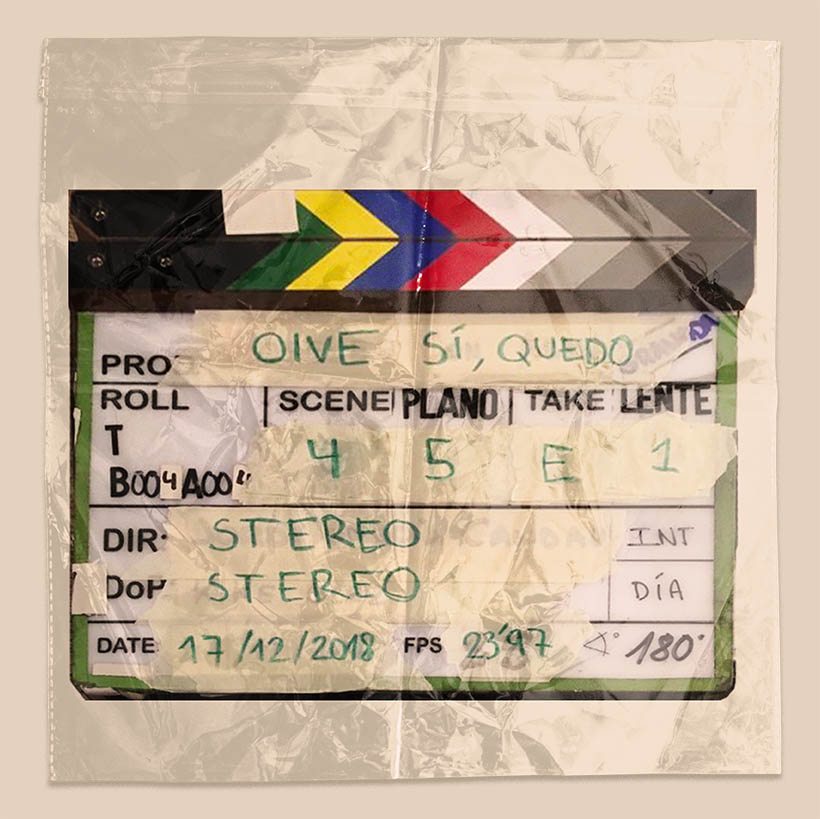 PRO OIVE SÍ, QUEDO
ROLL SCENE PLANO TAKE LENTE
T
B004A004 4 5 E 1
DIR: STEREO INT
DoP STEREO DÍA
DATE 17/12/2018 FPS 23'97 180°